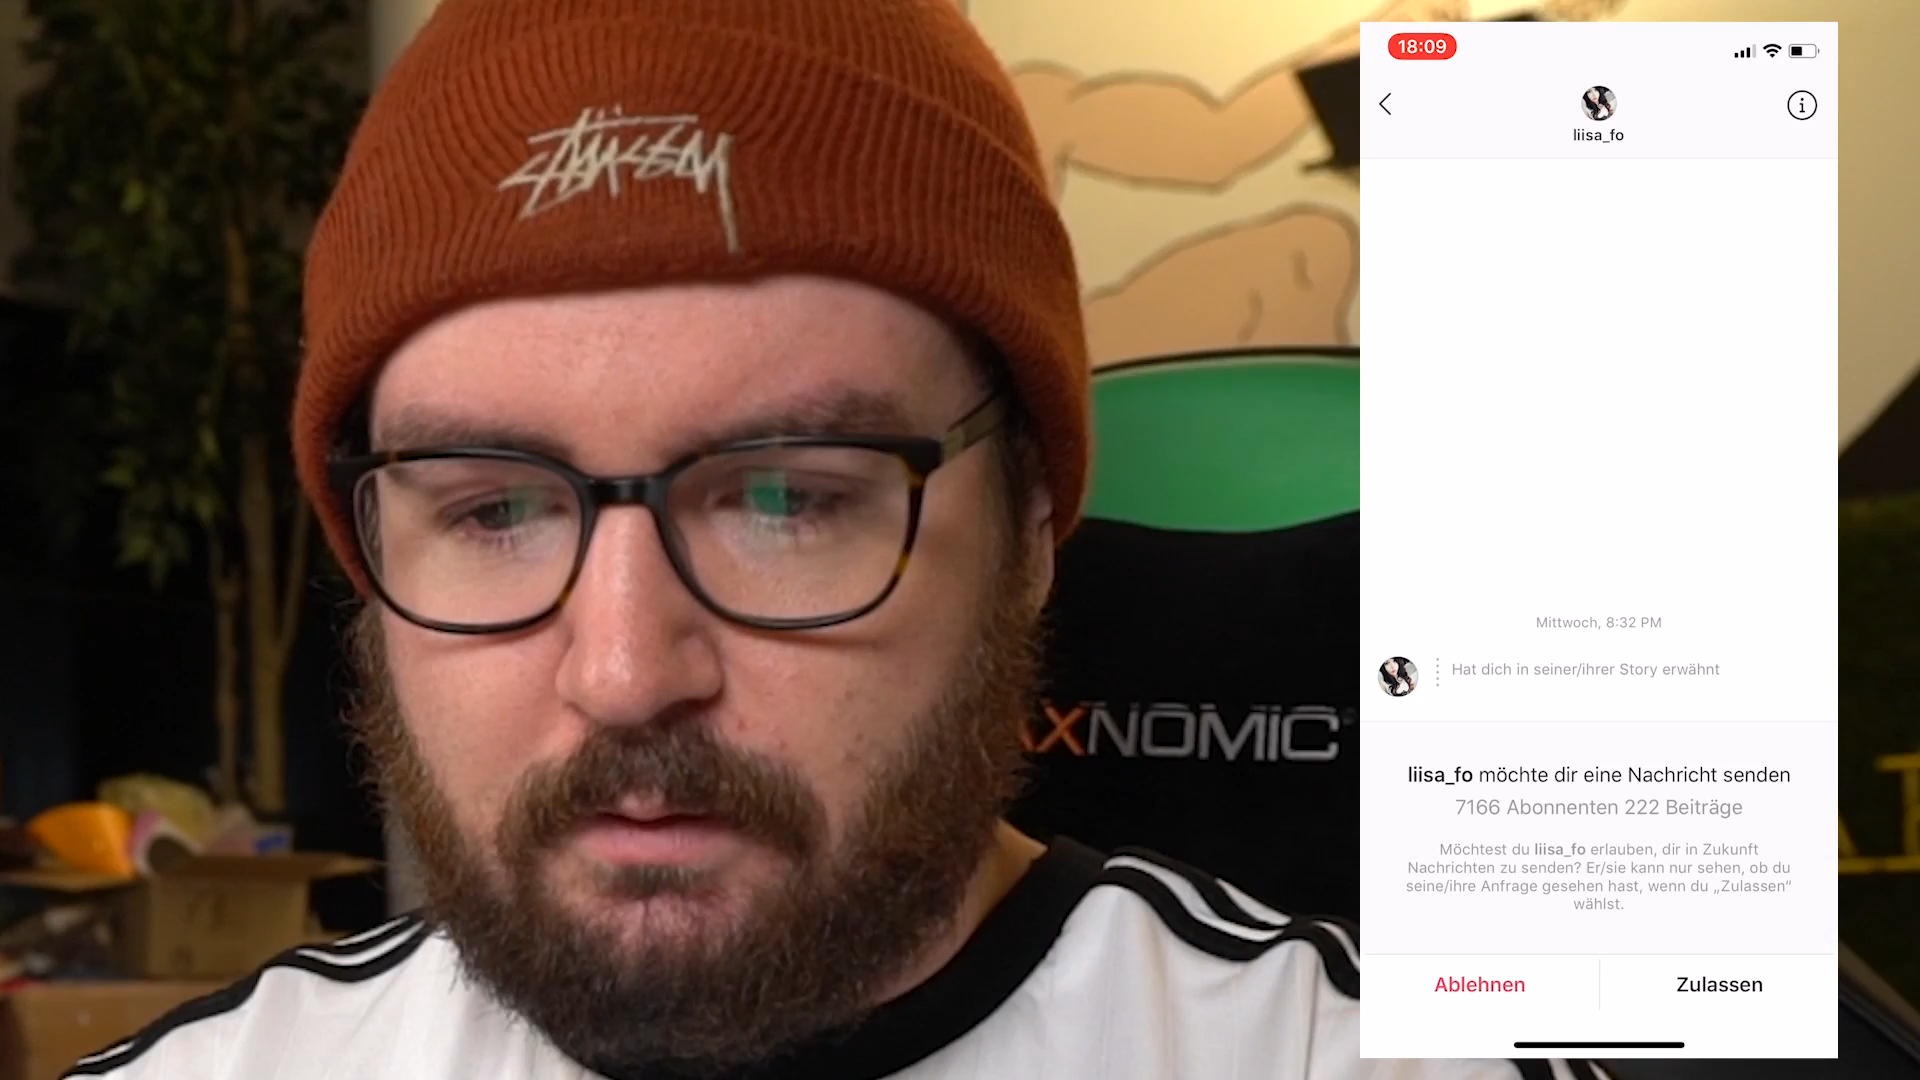 Stüssy
XNOMIC
18:09
liisa_fo
Mittwoch, 8:32 PM
Hat dich in seiner/ihrer Story erwähnt
liisa_fo möchte dir eine Nachricht senden
7166 Abonnenten 222 Beiträge
Möchtest du liisa_fo erlauben, dir in Zukunft
Nachrichten zu senden? Er/sie kann nur sehen, ob du
seine/ihre Anfrage gesehen hast, wenn du „Zulassen“
wählst.
Ablehnen
Zulassen